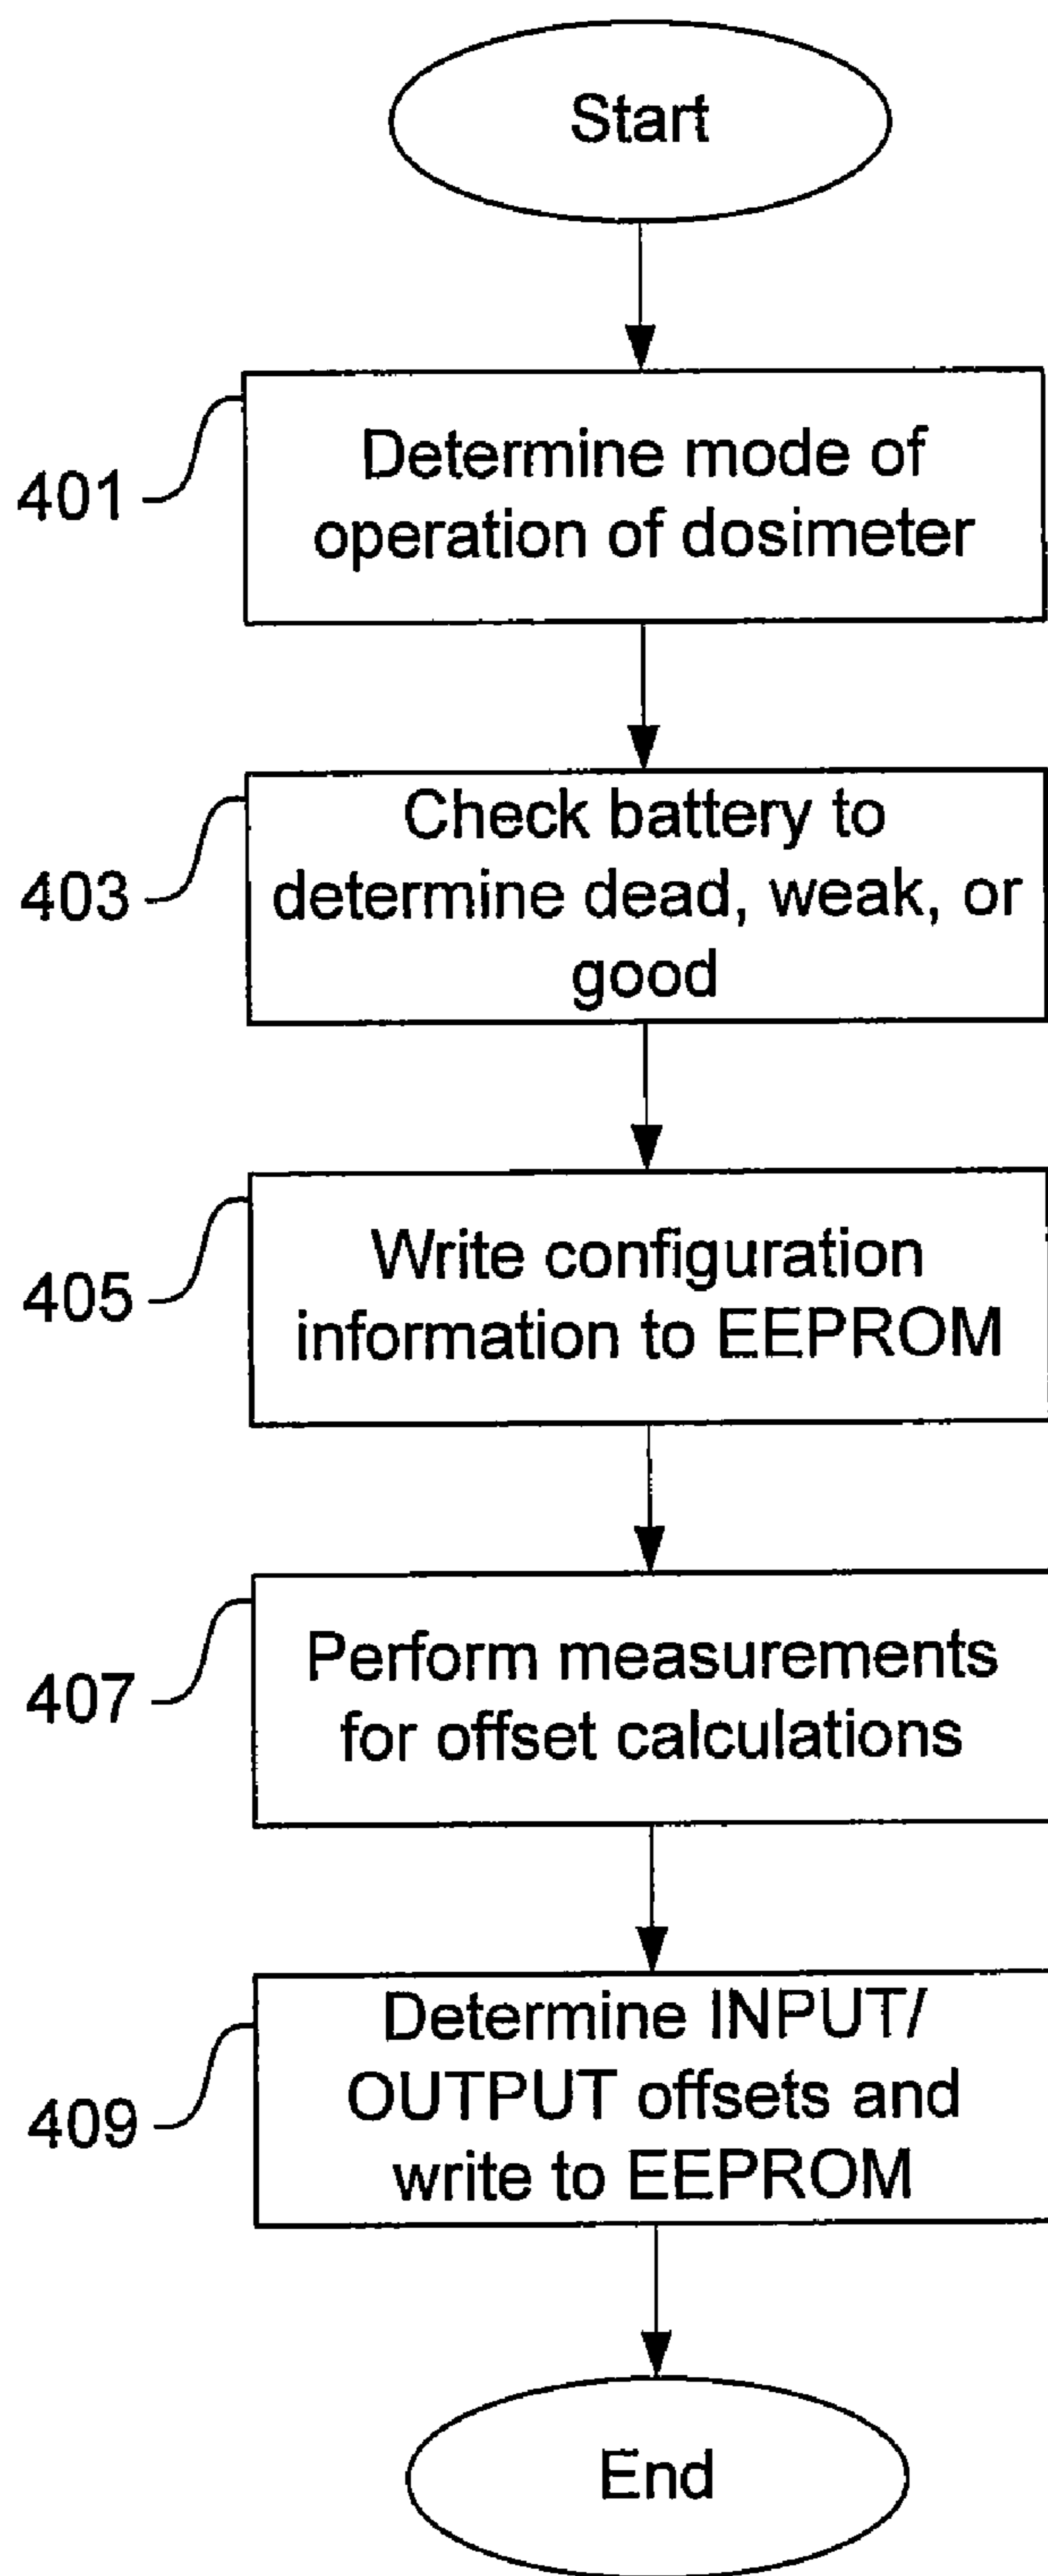 Start
401
Determine mode of
operation of dosimeter
403
Check battery to
determine dead, weak, or
good
405
Write configuration
information to EEPROM
407
Perform measurements
for offset calculations
409
Determine INPUT/
OUTPUT offsets and
write to EEPROM
End